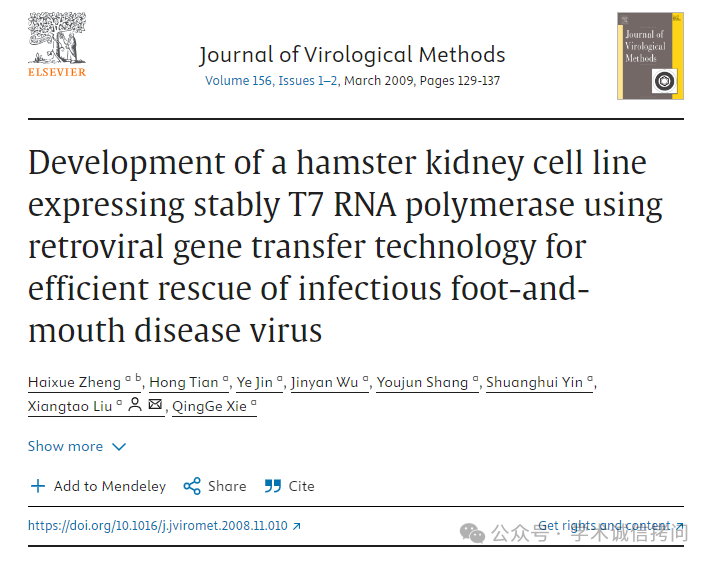 ELSEVIER
Journal of Virological Methods
Volume 156, Issues 1–2, March 2009, Pages 129-137
Journal of
Virological
Methods
Development of a hamster kidney cell line
expressing stably T7 RNA polymerase using
retroviral gene transfer technology for
efficient rescue of infectious foot-and-
mouth disease virus
Haixue Zheng a b, Hong Tian a, Ye Jin a, Jinyan Wu a, Youjun Shang a, Shuanghui Yin a,
Xiangtao Liu a, QingGe Xie a
Show more
Add to Mendeley Share Cite
https://doi.org/10.1016/j.jviromet.2008.11.010 Get rights and content
公众号 · 学术诚信拷问